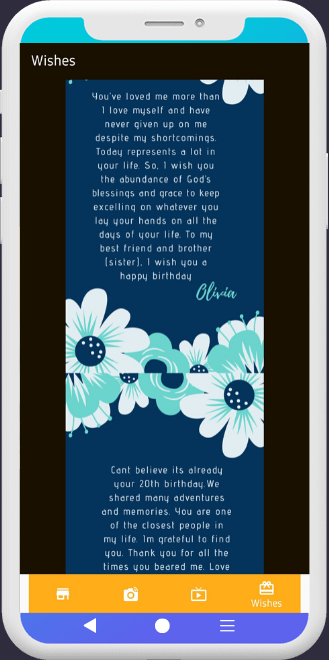 Wishes
You've loved me more than
I love myself and have
never given up on me
despite my shortcomings.
Today represents a lot in
your life. So, I wish you
the abundance of God's
blessings and grace to keep
excelling on whatever you
lay your hands on all the
days of your life. To my
best friend and brother
(sister), I wish you a
happy birthday
Olivia
Cant believe its already
your 20th birthday.We
shared many adventures
and memories. You are one
of the closest people in
my life. Im grateful to find
you. Thank you for all the
times you beared me. Love
Wishes